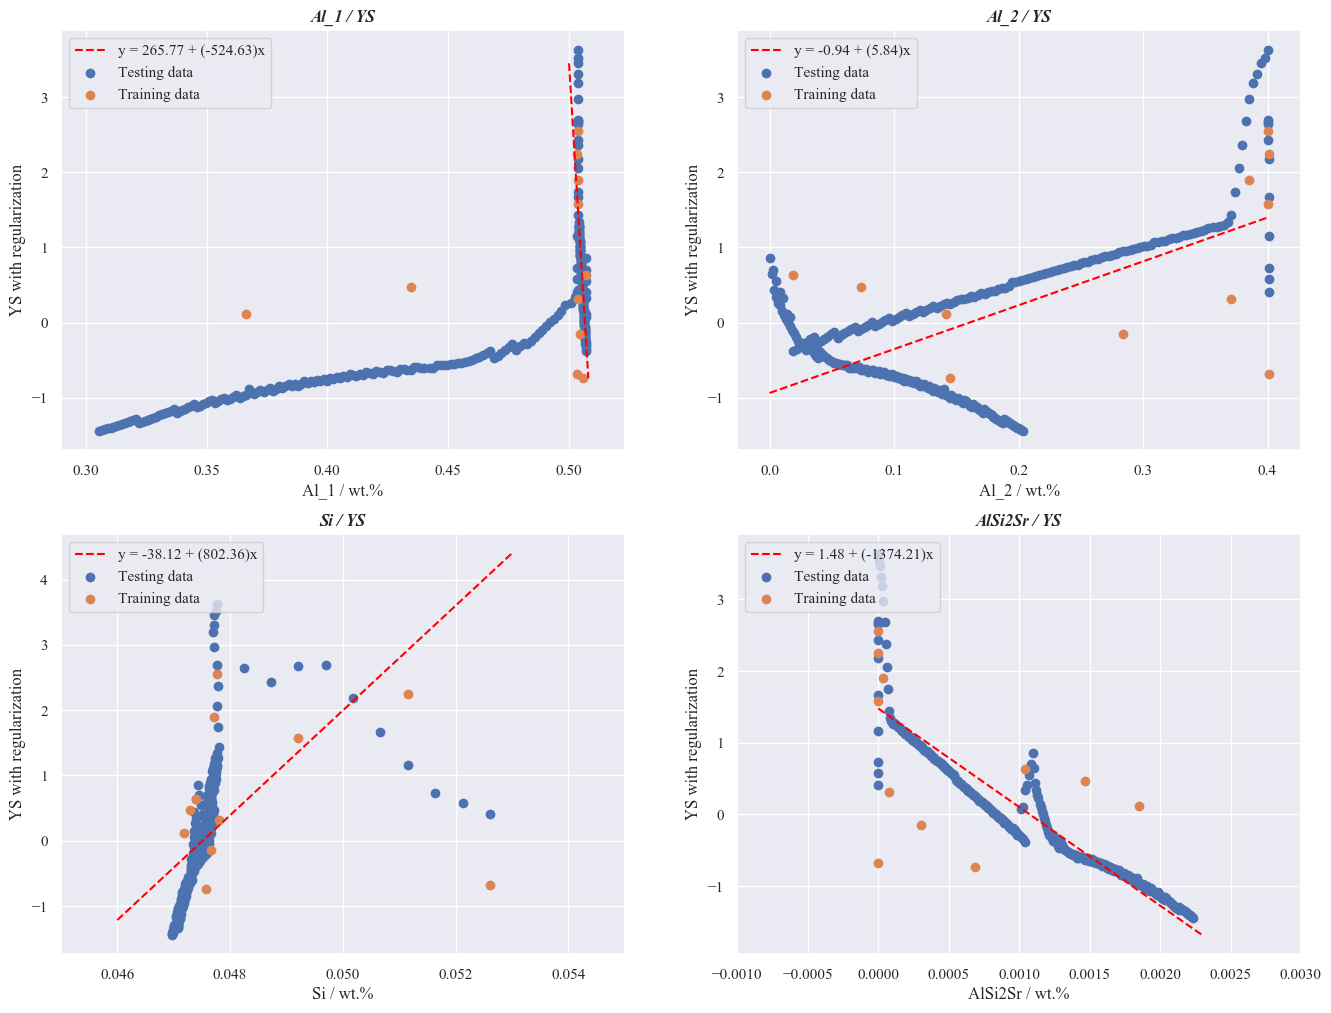 Al_1 / YS
y = 265.77 + (-524.63)x
Testing data
Training data
YS with regularization
3
2
1
0
−1
0.30 0.35 0.40 0.45 0.50
Al_1 / wt.%
Al_2 / YS
y = -0.94 + (5.84)x
Testing data
Training data
YS with regularization
3
2
1
0
−1
0.0 0.1 0.2 0.3 0.4
Al_2 / wt.%
Si / YS
y = -38.12 + (802.36)x
Testing data
Training data
YS with regularization
4
3
2
1
0
−1
0.046 0.048 0.050 0.052 0.054
Si / wt.%
AlSi2Sr / YS
y = 1.48 + (-1374.21)x
Testing data
Training data
YS with regularization
3
2
1
0
−1
−0.0010 −0.0005 0.0000 0.0005 0.0010 0.0015 0.0020 0.0025 0.0030
AlSi2Sr / wt.%